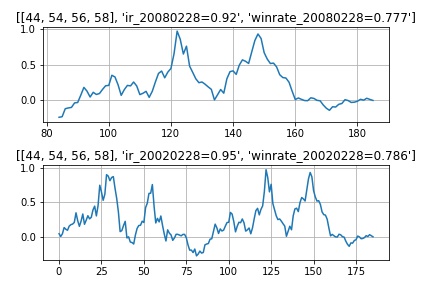 [[44, 54, 56, 58], 'ir_20080228=0.92', 'winrate_20080228=0.777']
1.0
0.5
0.0
80 100 120 140 160 180
[[44, 54, 56, 58], 'ir_20020228=0.95', 'winrate_20020228=0.786']
1.0
0.5
0.0
0 25 50 75 100 125 150 175